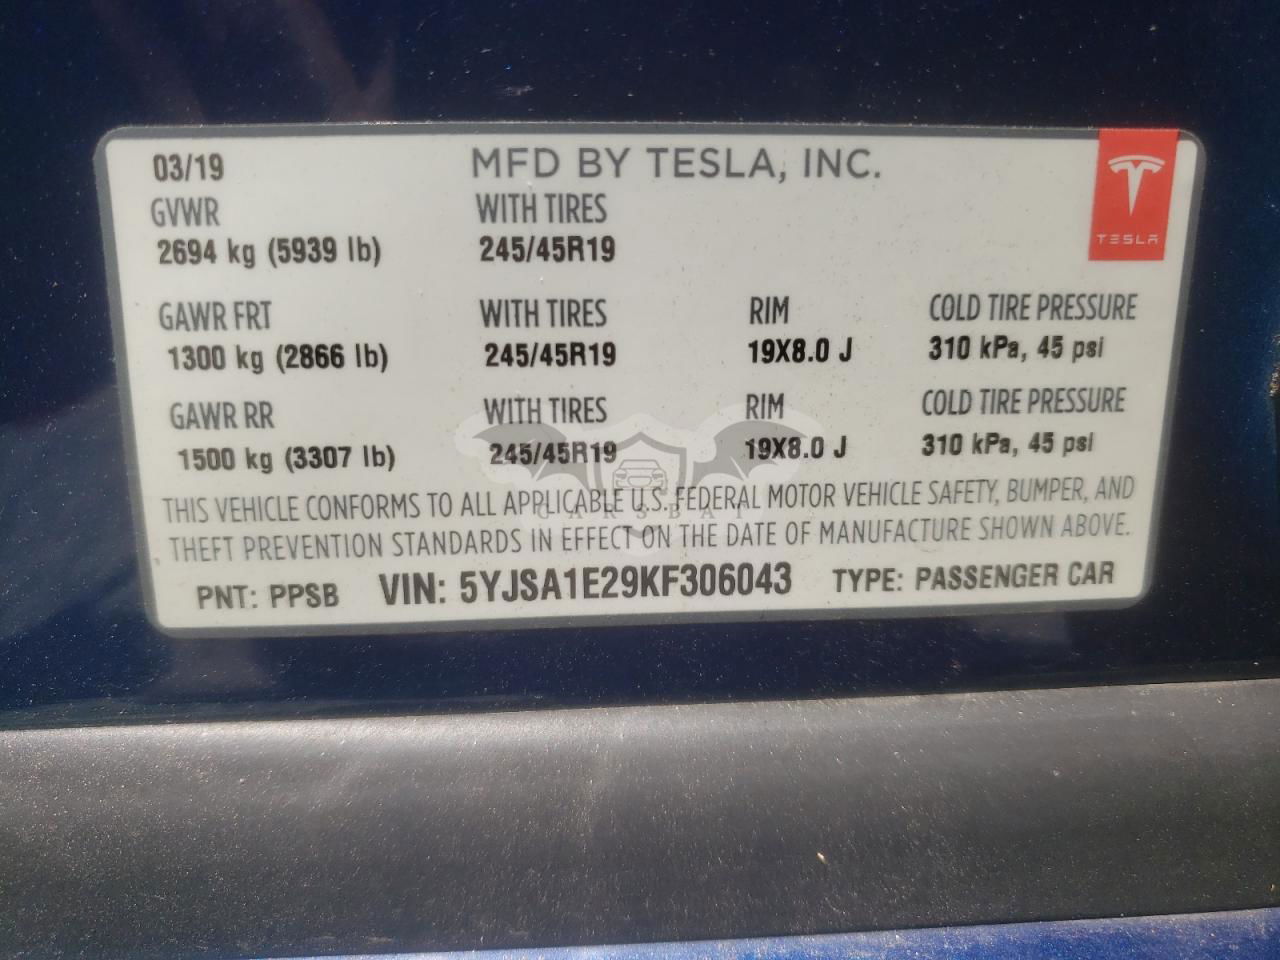 03/19 MFD BY TESLA, INC.
GVWR WITH TIRES
2694 kg (5939 lb) 245/45R19
TESLA
GAWR FRT WITH TIRES RIM COLD TIRE PRESSURE
1300 kg (2866 lb) 245/45R19 19X8.0 J 310 kPa, 45 psi
GAWR RR WITH TIRES RIM COLD TIRE PRESSURE
1500 kg (3307 lb) 245/45R19 19X8.0 J 310 kPa, 45 psi
THIS VEHICLE CONFORMS TO ALL APPLICABLE U.S. FEDERAL MOTOR VEHICLE SAFETY, BUMPER, AND
CARSBAT
THEFT PREVENTION STANDARDS IN EFFECT ON THE DATE OF MANUFACTURE SHOWN ABOVE.
PNT: PPSB VIN: 5YJSA1E29KF306043 TYPE: PASSENGER CAR